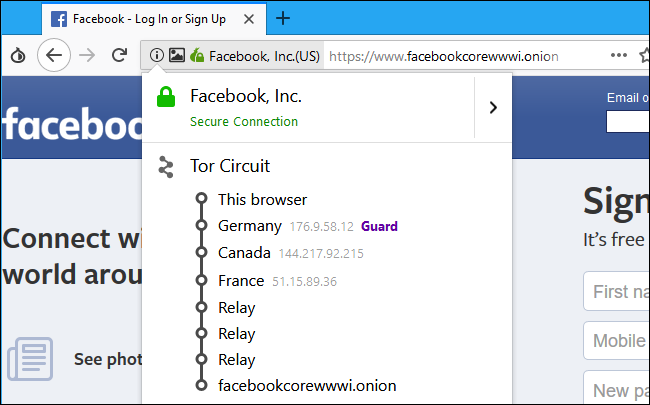 Facebook - Log In or Sign Up
Facebook, Inc.(US) https://www.facebookcorewwwi.onion
Facebook, Inc.
Secure Connection
Email o
facebo
Tor Circuit
This browser
Germany 176.9.58.12 Guard
Canada 144.217.92.215
France 51.15.89.36
Relay
Relay
Relay
facebookcorewwwi.onion
Connect wi
world arou
See phot
Sign
It's free
First na
Mobile
New pa